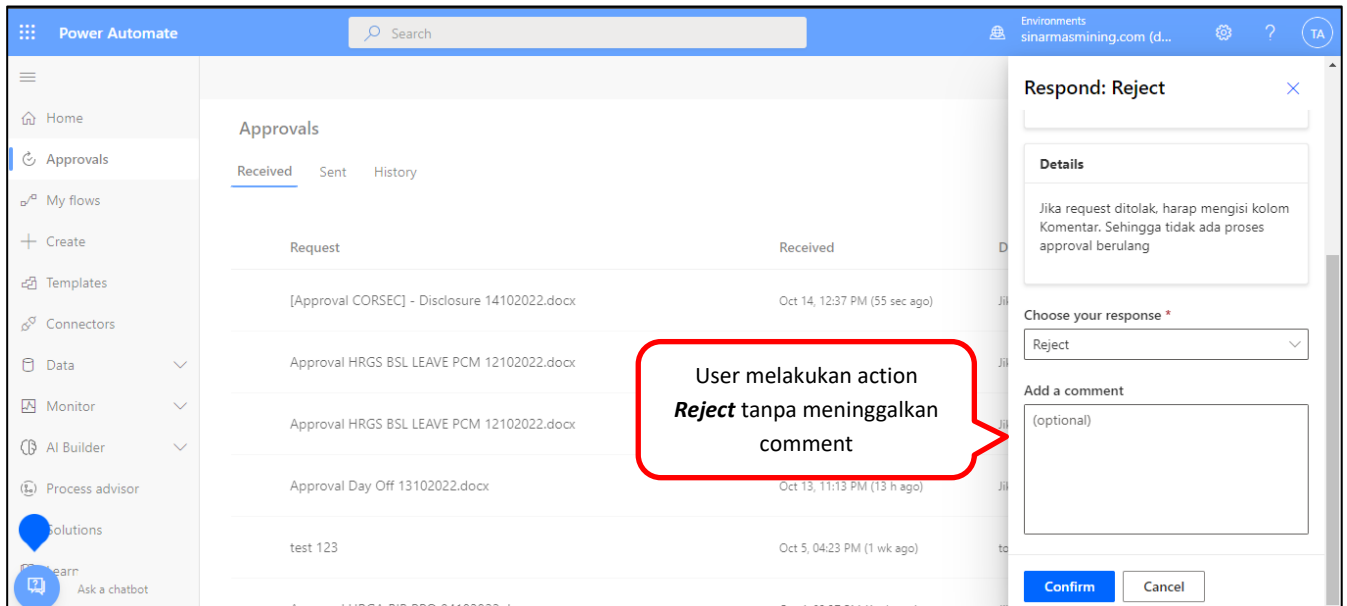 Power Automate
Search
Environments
sinarmasmining.com (d...
?
TA
Home
Approvals
My flows
Create
Templates
Connectors
Data
Monitor
AI Builder
Process advisor
Solutions
Ask a chatbot
Approvals
Received Sent History
Request Received
[Approval CORSEC] - Disclosure 14102022.docx Oct 14, 12:37 PM (55 sec ago)
Approval HRGS BSL LEAVE PCM 12102022.docx
Approval HRGS BSL LEAVE PCM 12102022.docx
Approval Day Off 13102022.docx Oct 13, 11:13 PM (13 h ago)
test 123 Oct 5, 04:23 PM (1 wk ago)
User melakukan action
Reject tanpa meninggalkan
comment
Respond: Reject
Details
Jika request ditolak, harap mengisi kolom
Komentar. Sehingga tidak ada proses
approval berulang
Choose your response *
Reject
Add a comment
(optional)
Confirm Cancel